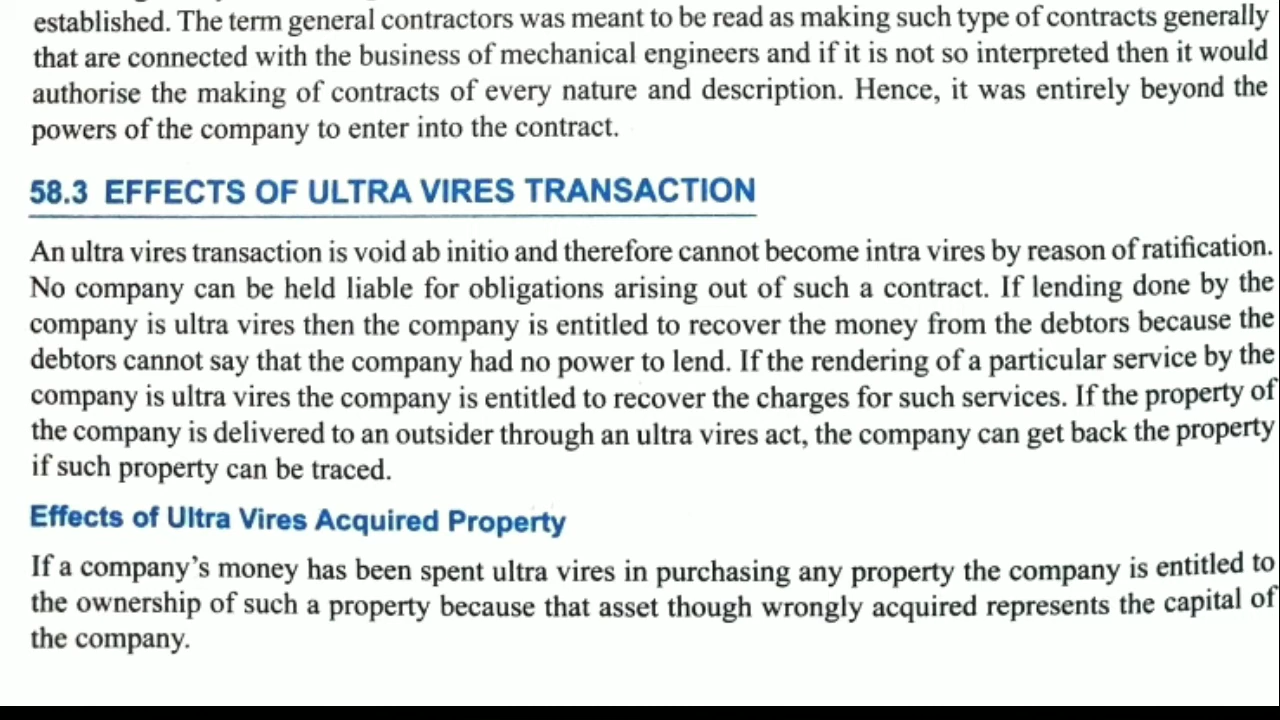 established. The term general contractors was meant to be read as making such type of contracts generally
that are connected with the business of mechanical engineers and if it is not so interpreted then it would
authorise the making of contracts of every nature and description. Hence, it was entirely beyond the
powers of the company to enter into the contract.
58.3 EFFECTS OF ULTRA VIRES TRANSACTION
An ultra vires transaction is void ab initio and therefore cannot become intra vires by reason of ratification.
No company can be held liable for obligations arising out of such a contract. If lending done by the
company is ultra vires then the company is entitled to recover the money from the debtors because the
debtors cannot say that the company had no power to lend. If the rendering of a particular service by the
company is ultra vires the company is entitled to recover the charges for such services. If the property of
the company is delivered to an outsider through an ultra vires act, the company can get back the property
if such property can be traced.
Effects of Ultra Vires Acquired Property
If a company's money has been spent ultra vires in purchasing any property the company is entitled to
the ownership of such a property because that asset though wrongly acquired represents the capital of
the company.